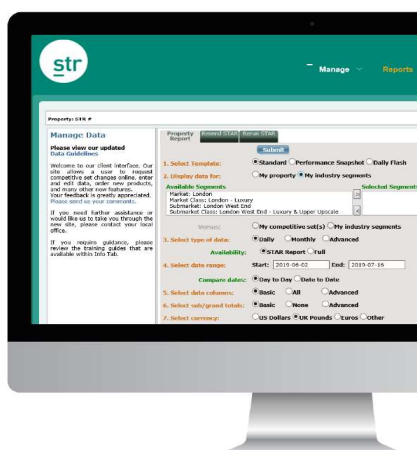 str
Manage
Reports
Property: STR #
Manage Data
Please view our updated
Data Guidelines
Welcome to our client interface. Our
site allows a user to request
competitive set changes online, enter
and edit data, order new products,
and many other now features.
Your feedback is greatly appreciated.
Please send us your comments.
If you need further assistance or
would like us to take you through the
new site, please contact your local
office.
If you require guidance, please
review the training guides that are
available within Info Tab.
Property Report
Resend STAR
Rerun STAR
Submit
1. Select Template: Standard Performance Snapshot Daily Flash
2. Display data for: My property My industry segments
Available Segments Selected Segments
Market: London
Market Class: London - Luxury
Submarket: London West End
Submarket Class: London West End - Luxury & Upper Upscale
Versus: My competitive set(s) My industry segments
3. Select type of data: Daily Monthly Advanced
Availability: STAR Report Full
4. Select date range: Start: 2019-06-02 End: 2019-07-16
Compare dates: Day to Day Date to Date
5. Select data columns: Basic All Advanced
6. Select sub/grand totals: Basic None Advanced
7. Select currency: US Dollars UK Pounds Euros Other